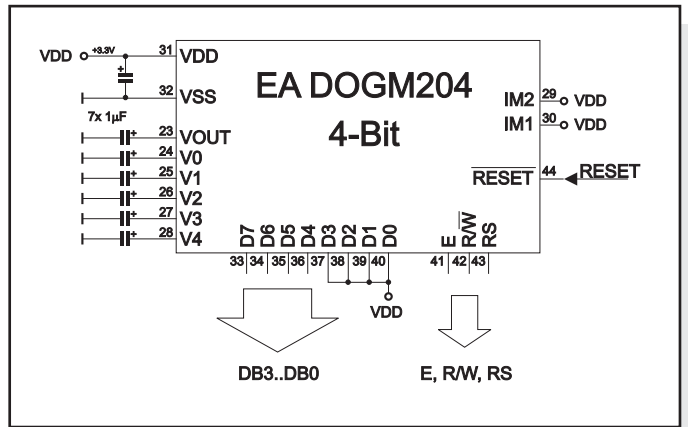 EA DOGM204
4-Bit
VDD
+3.3V
31
VDD
+
32
VSS
7x 1µF
+
23
VOUT
+
24
V0
+
25
V1
+
26
V2
+
27
V3
+
28
V4
IM2
29
VDD
IM1
30
VDD
RESET
44
RESET
D7
D6
D5
D4
D3
D2
D1
D0
E
R/W
RS
33
34
35
36
37
38
39
40
41
42
43
VDD
DB3..DB0
E, R/W, RS